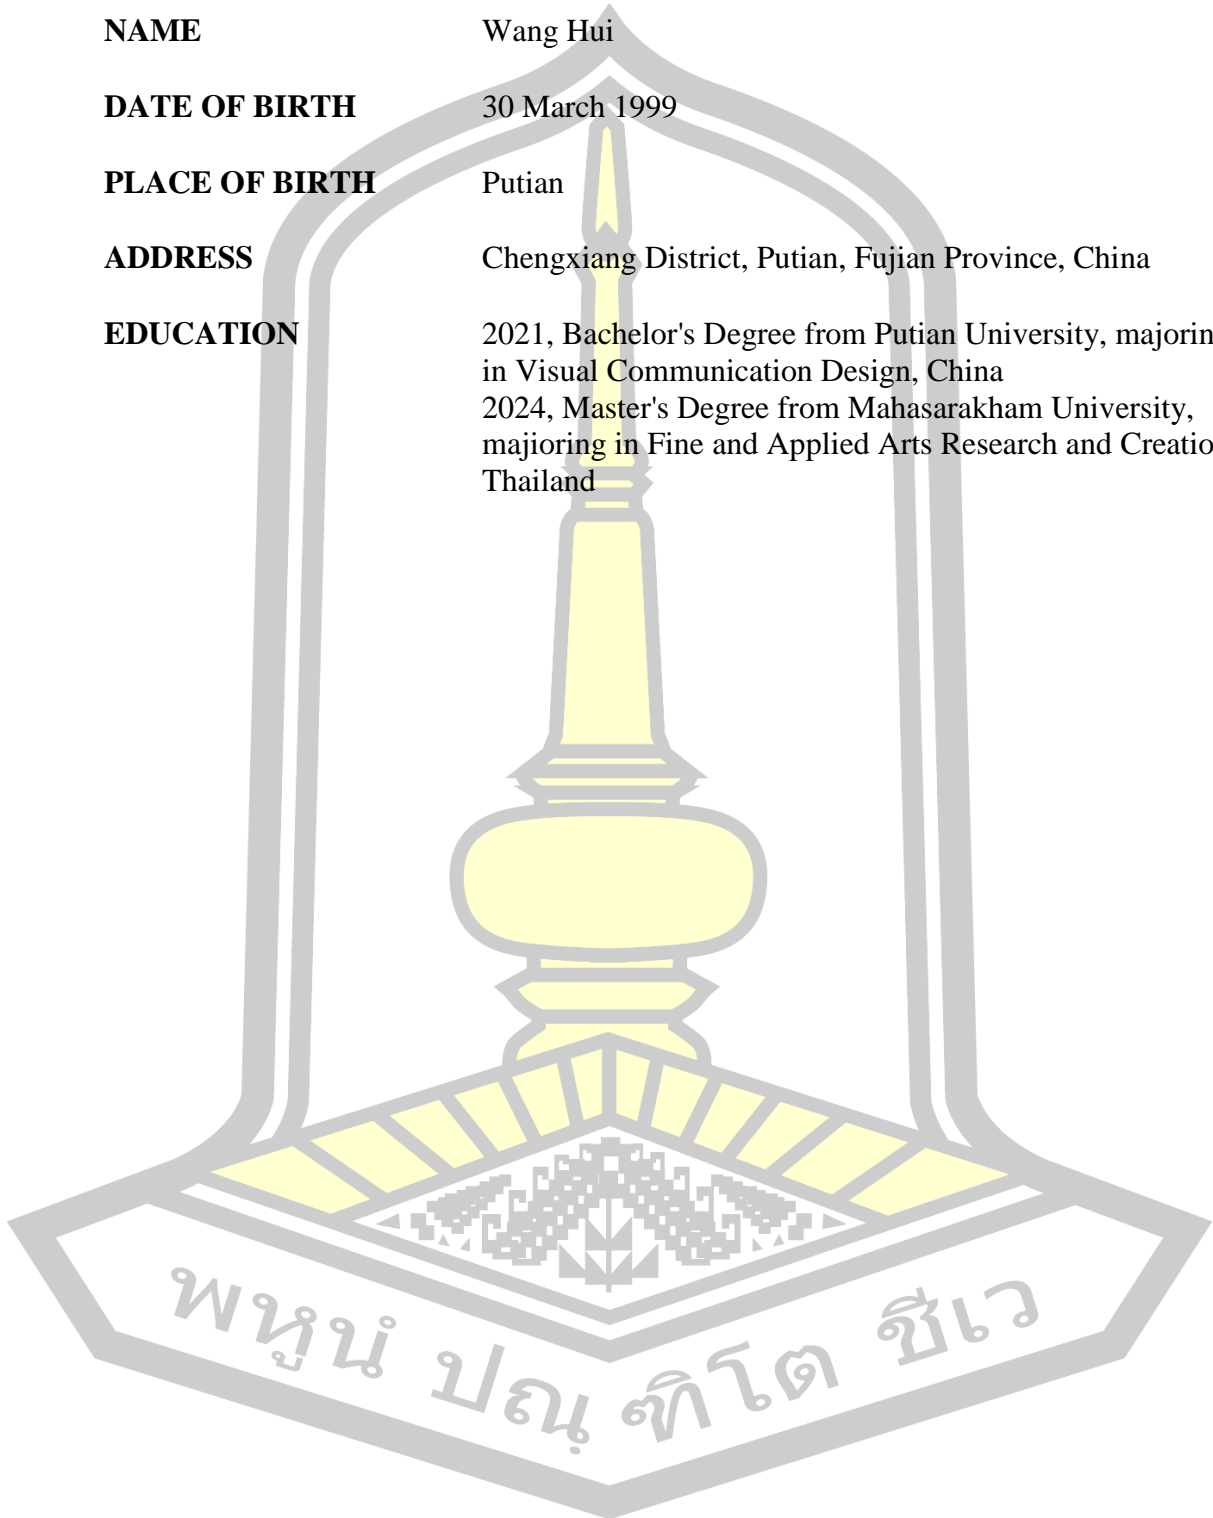 NAME Wang Hui
DATE OF BIRTH 30 March 1999
PLACE OF BIRTH Putian
ADDRESS Chengxiang District, Putian, Fujian Province, China
EDUCATION 2021, Bachelor's Degree from Putian University, majorin
in Visual Communication Design, China
2024, Master's Degree from Mahasarakham University,
majioring in Fine and Applied Arts Research and Creatio
Thailand
พหูนํ ปณฺฑิโต ชีเว